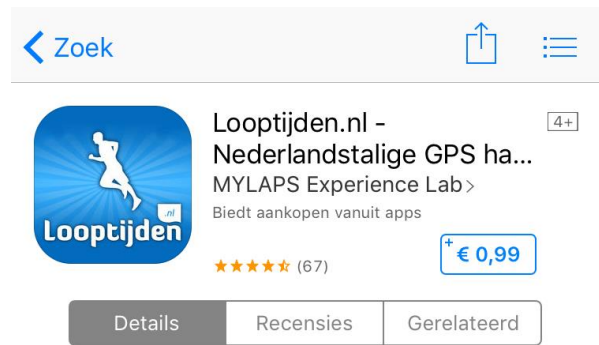 Zoek
Looptijden.nl -
Nederlandstalige GPS ha...
4+
MYLAPS Experience Lab>
Biedt aankopen vanuit apps
.nl
Looptijden
(67)
+ € 0,99
Details
Recensies
Gerelateerd